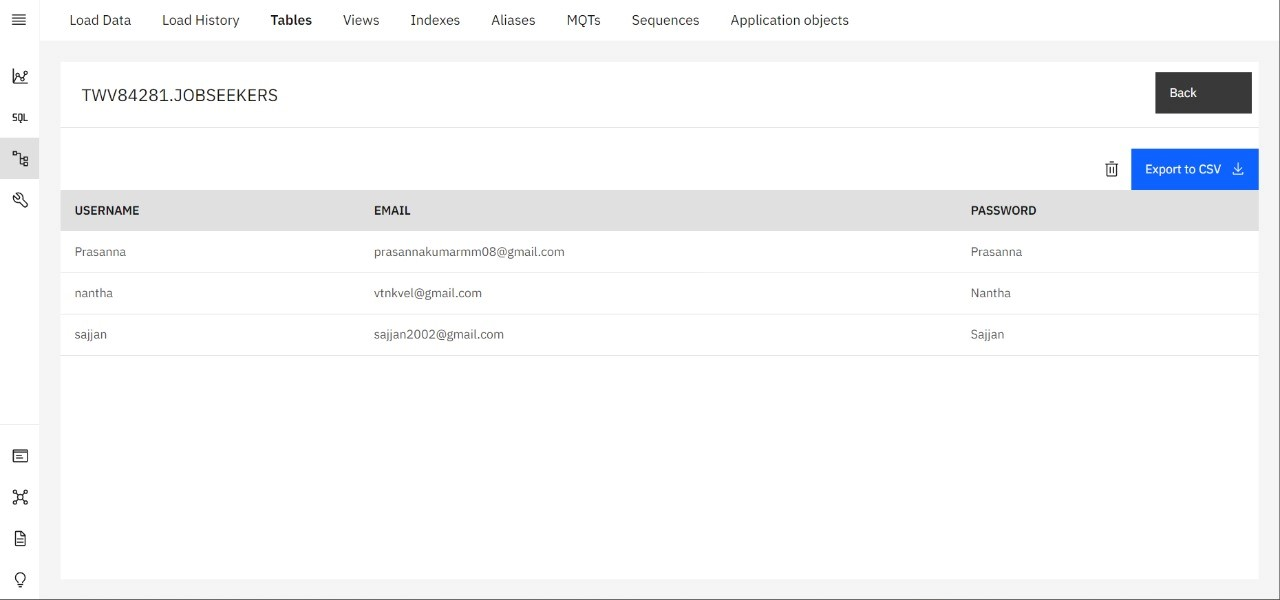 Load Data Load History Tables Views Indexes Aliases MQTs Sequences Application objects
TWV84281.JOBSEEKERS Back
SQL
Export to CSV
USERNAME EMAIL PASSWORD
Prasanna prasannakumarmm08@gmail.com Prasanna
nantha vtnkvel@gmail.com Nantha
sajjan sajjan2002@gmail.com Sajjan